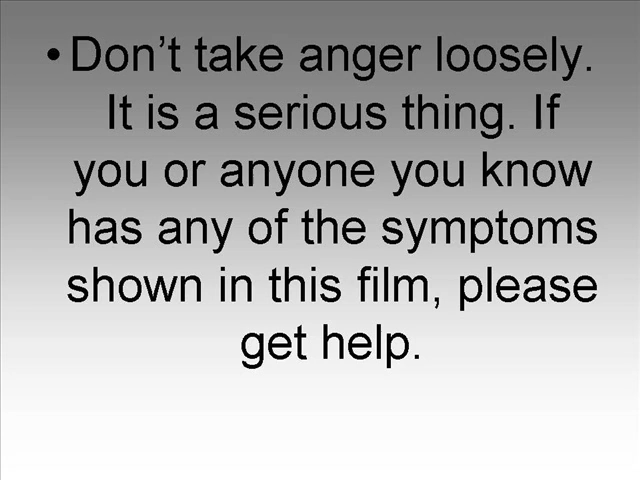 • Don't take anger loosely.
It is a serious thing. If
you or anyone you know
has any of the symptoms
shown in this film, please
get help.